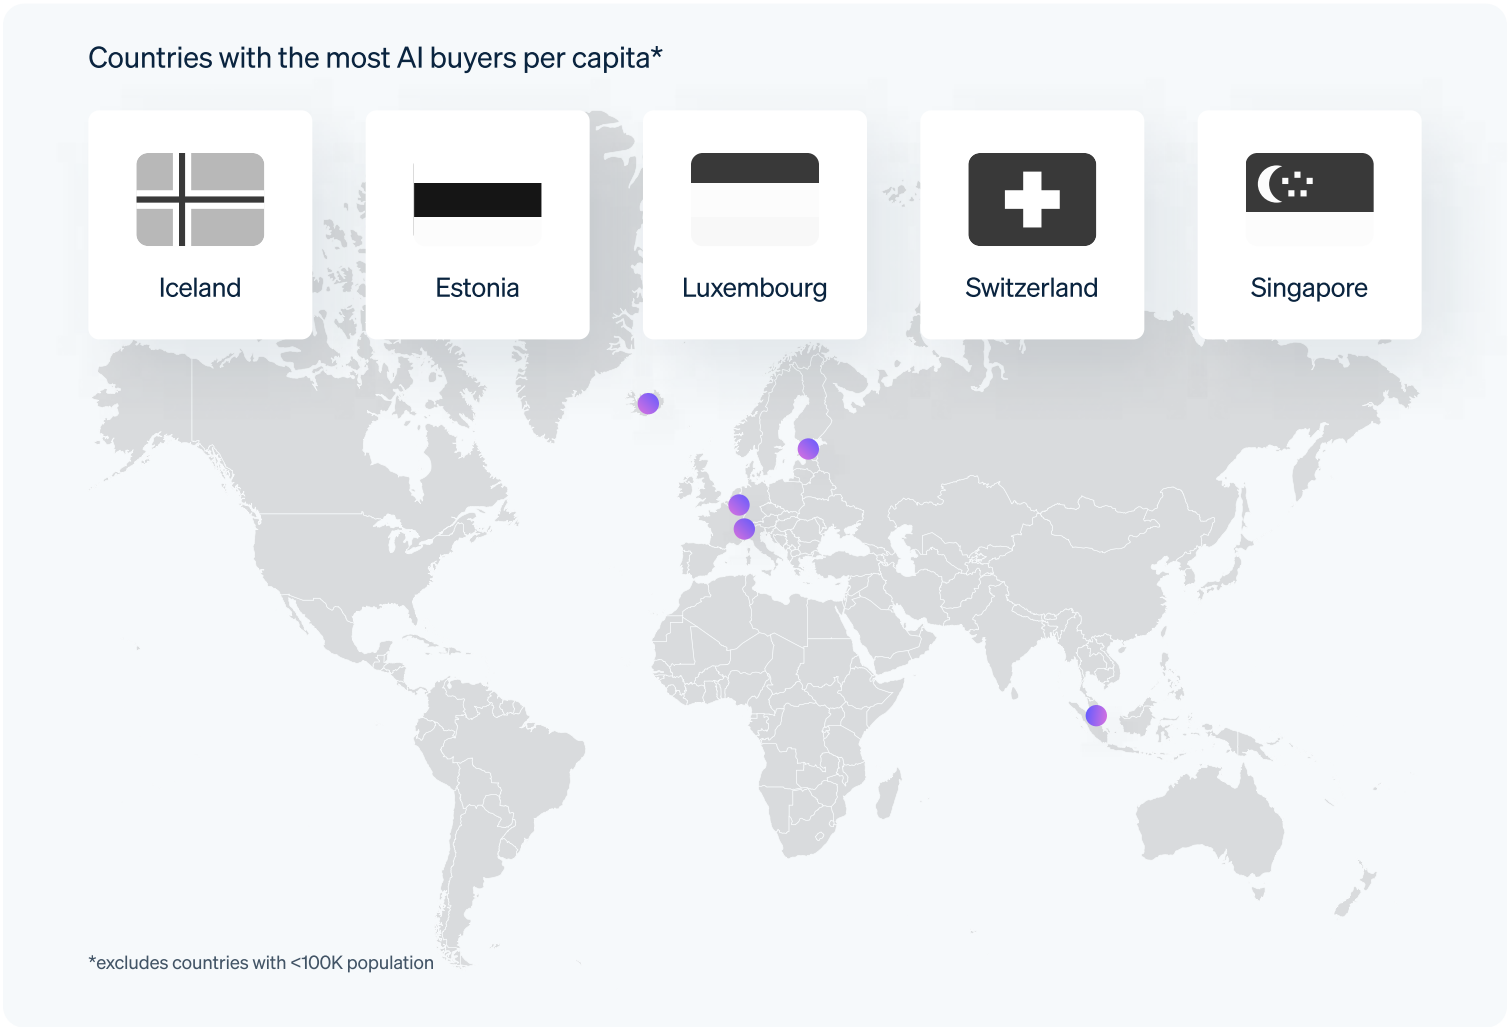 Countries with the most AI buyers per capita*
Iceland
Estonia
Luxembourg
Switzerland
Singapore
*excludes countries with <100K population